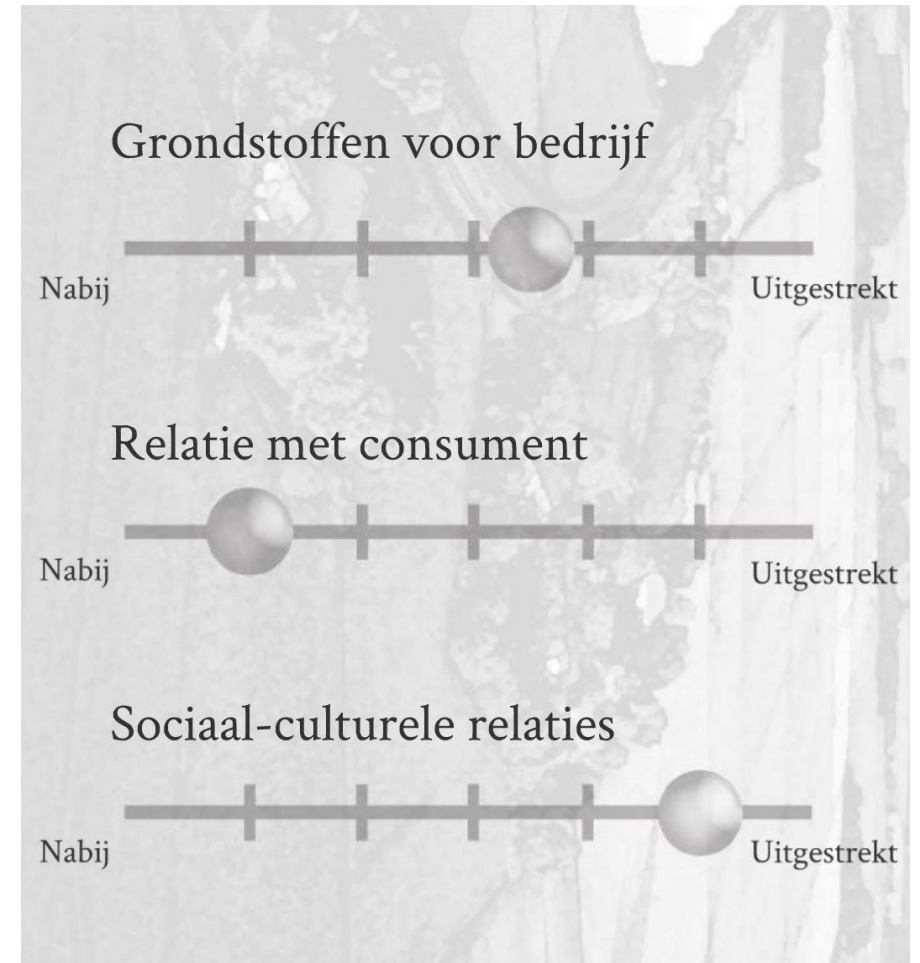 Grondstoffen voor bedrijf
Nabij
Uitgestrekt
Relatie met consument
Nabij
Uitgestrekt
Sociaal-culturele relaties
Nabij
Uitgestrekt